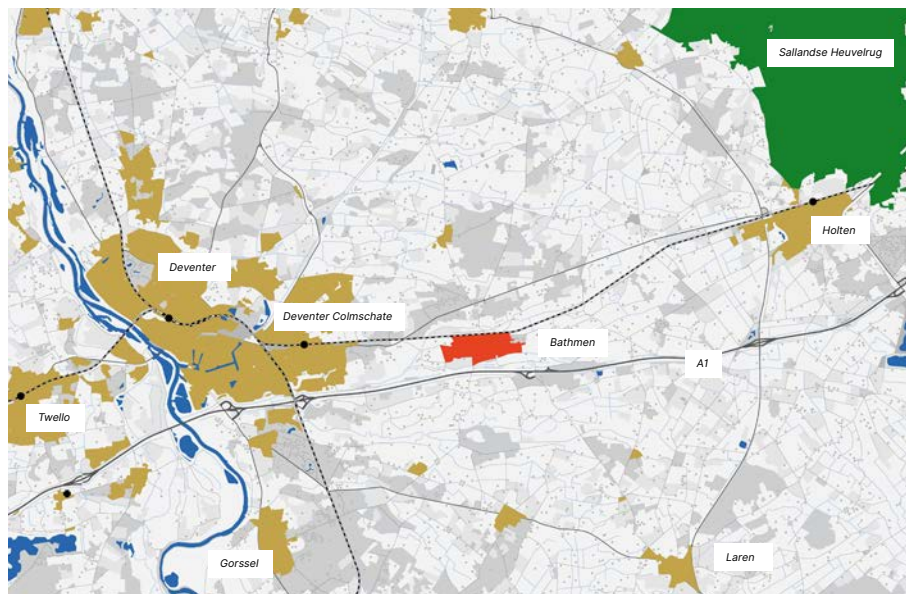 Sallandse Heuvelrug
Holten
Deventer
Deventer Colmschate
Bathmen
A1
Twello
Gorssel
Laren